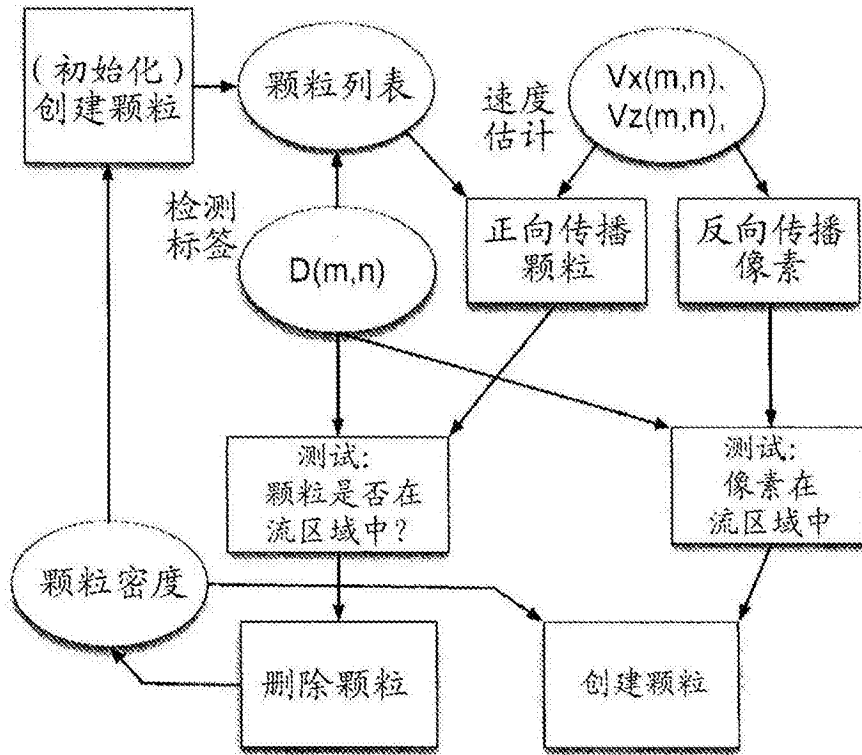 (初始化)
创建颗粒
颗粒列表
速度
估计
Vx(m,n).
Vz(m,n),
检测
标签
D(m,n)
正向传播
颗粒
反向传播
像素
测试:
颗粒是否在
流区域中?
测试:
像素在
流区域中
颗粒密度
删除颗粒
创建颗粒